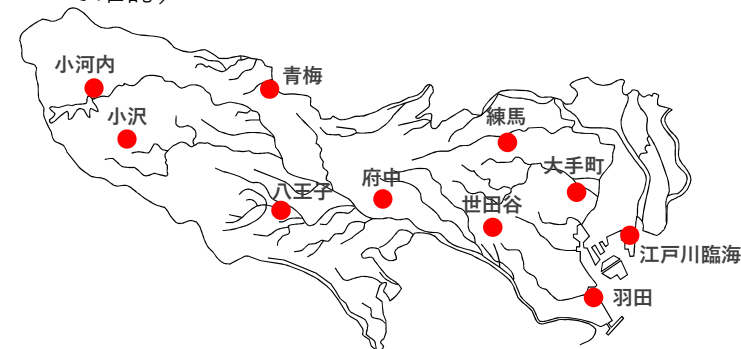 小河内
青梅
小沢
練馬
大手町
府中
八王子
世田谷
江戸川臨海
羽田